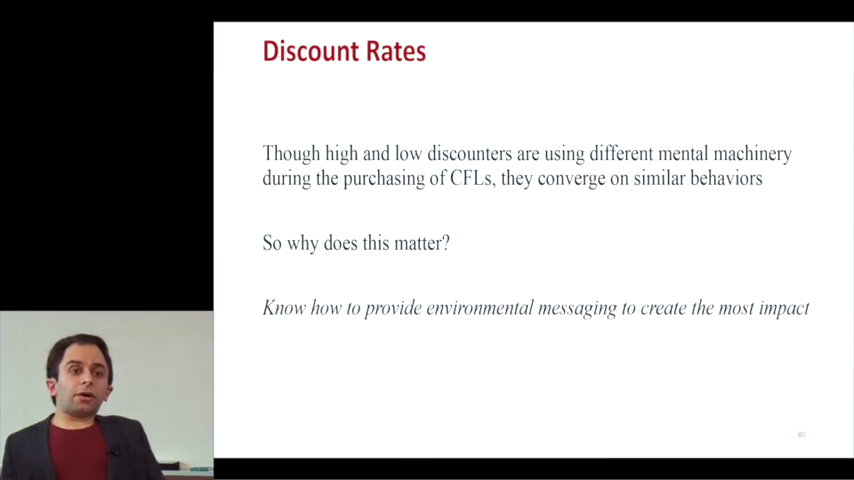 Discount Rates
Though high and low discounters are using different mental machinery
during the purchasing of CFLs, they converge on similar behaviors
So why does this matter?
Know how to provide environmental messaging to create the most impact
80